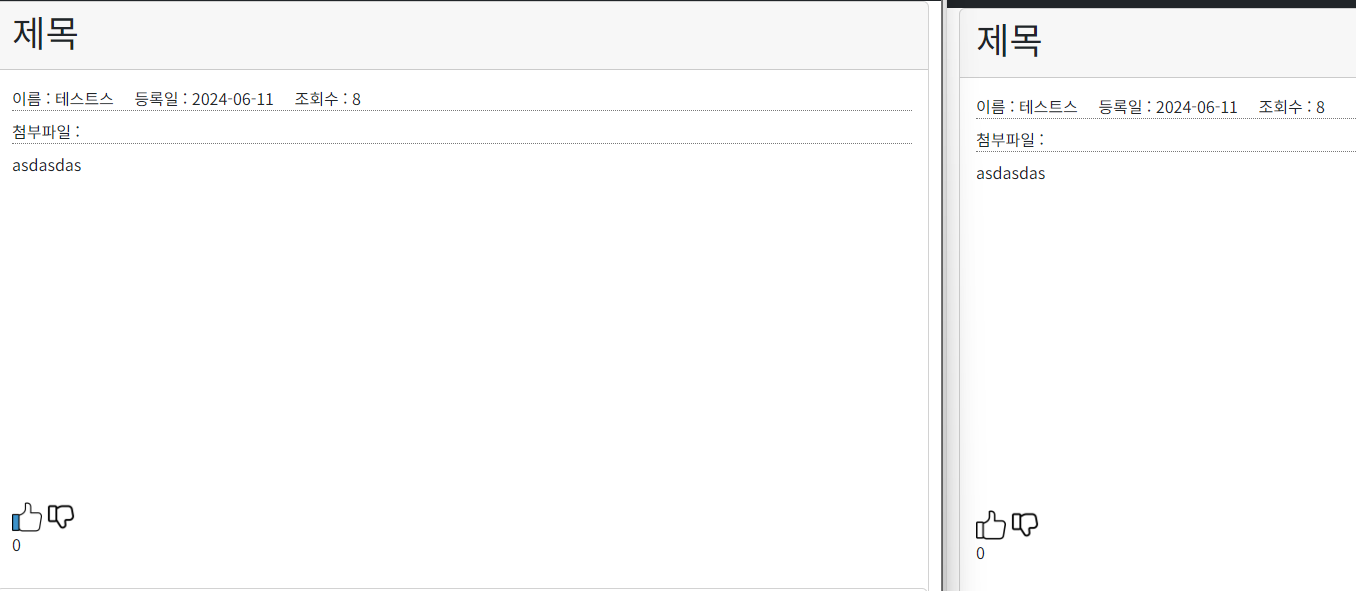 제목
이름 : 테스트스 등록일 : 2024-06-11 조회수 : 8
첨부파일 :
asdasdas
0
제목
이름 : 테스트스 등록일 : 2024-06-11 조회수 : 8
첨부파일 :
asdasdas
0